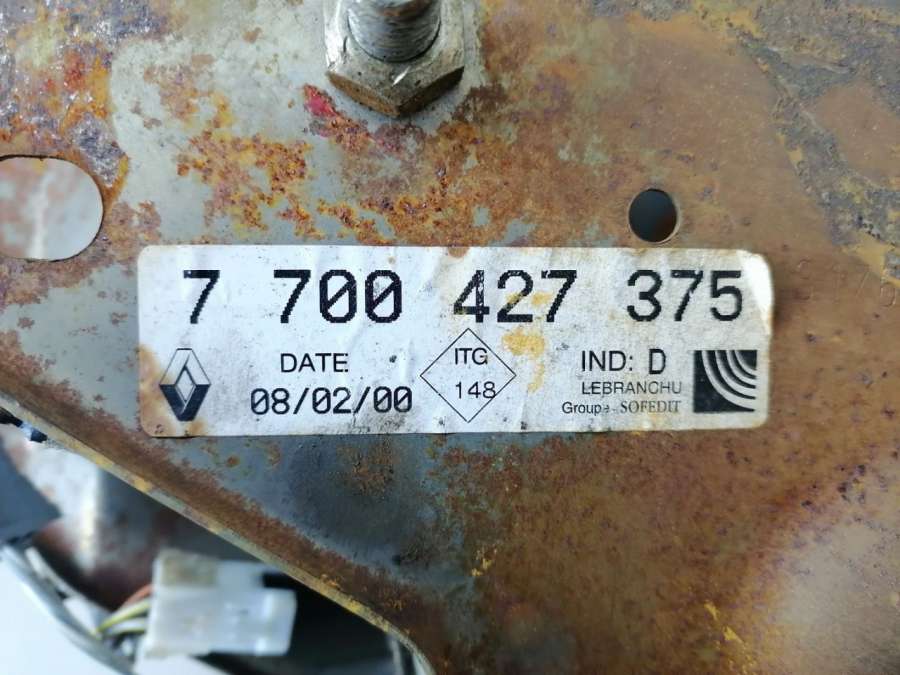 7 700 427 375
DATE
08/02/00
ITG
148
IND: D
LEBRANCHU
Groupe SOFEDIT